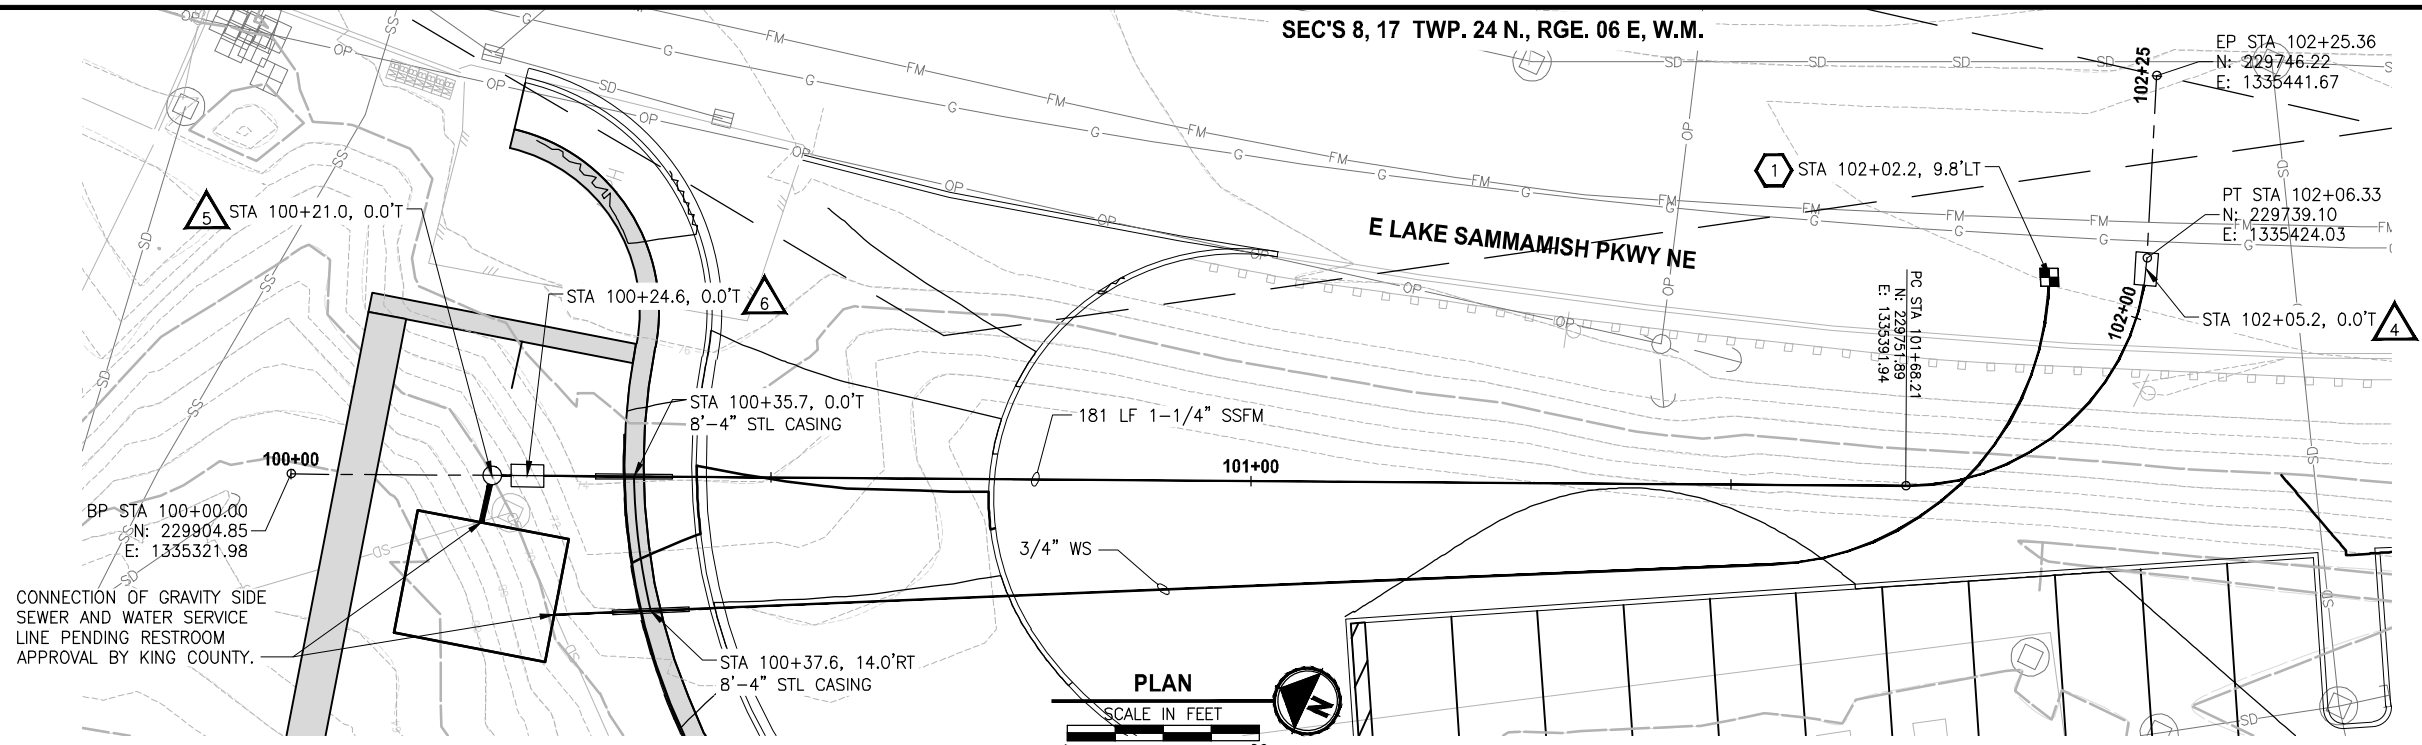 SEC'S 8, 17 TWP. 24 N., RGE. 06 E, W.M.
EP STA 102+25.36
N: 229746.22
E: 1335441.67
102+25
1 STA 102+02.2, 9.8'LT
PT STA 102+06.33
N: 229739.10
E: 1335424.03
5 STA 100+21.0, 0.0'T
E LAKE SAMMAMISH PKWY NE
STA 100+24.6, 0.0'T 6
PC STA 101+68.21
N: 229751.89
E: 1335391.94
102+00
STA 102+05.2, 0.0'T 4
STA 100+35.7, 0.0'T
8'-4" STL CASING
181 LF 1-1/4" SSFM
100+00
101+00
BP STA 100+00.00
N: 229904.85
E: 1335321.98
3/4" WS
CONNECTION OF GRAVITY SIDE
SEWER AND WATER SERVICE
LINE PENDING RESTROOM
APPROVAL BY KING COUNTY.
STA 100+37.6, 14.0'RT
8'-4" STL CASING
PLAN
N
SCALE IN FEET